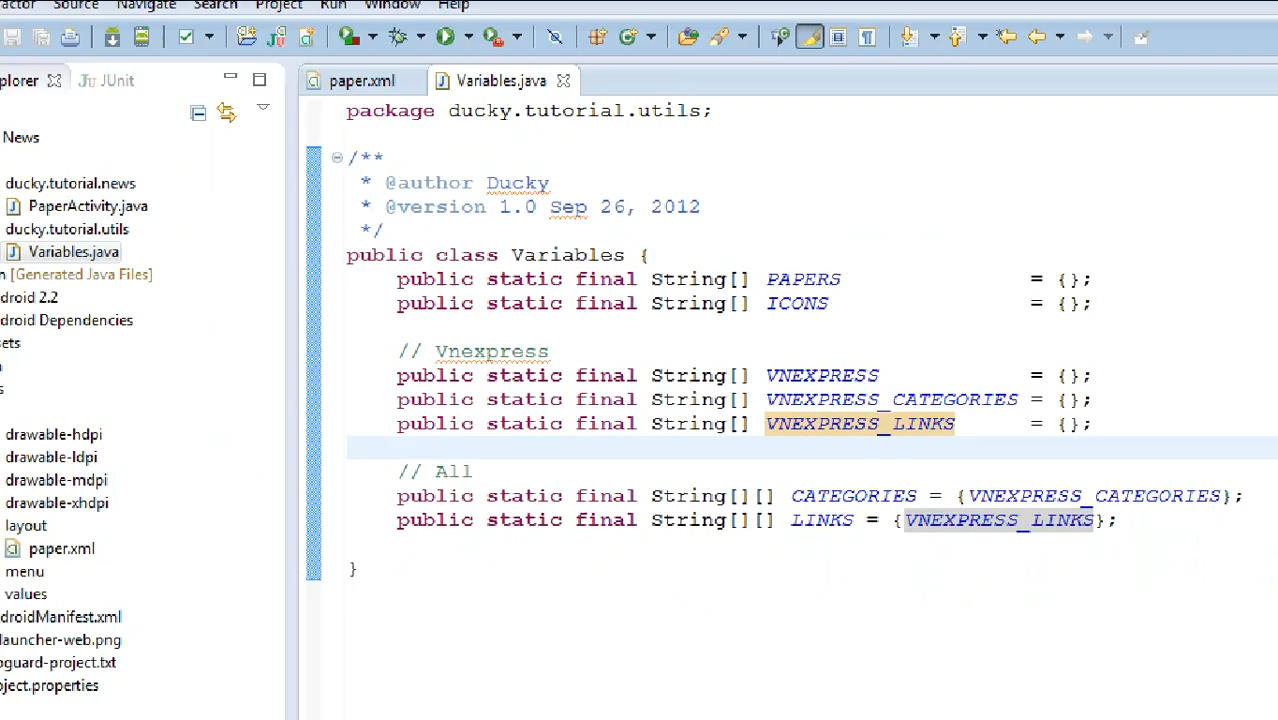 Source Navigate Search Project Run Window Help
JUnit
News
ducky.tutorial.news
PaperActivity.java
ducky.tutorial.utils
Variables.java
[Generated Java Files]
droid 2.2
droid Dependencies
sets
drawable-hdpi
drawable-ldpi
drawable-mdpi
drawable-xhdpi
layout
paper.xml
menu
values
droidManifest.xml
launcher-web.png
oguard-project.txt
oject.properties
paper.xml Variables.java
package ducky.tutorial.utils;
/**
* @author Ducky
* @version 1.0 Sep 26, 2012
*/
public class Variables {
public static final String[] PAPERS = {};
public static final String[] ICONS = {};
// Vnexpress
public static final String[] VNEXPRESS = {};
public static final String[] VNEXPRESS_CATEGORIES = {};
public static final String[] VNEXPRESS_LINKS = {};
// All
public static final String[][] CATEGORIES = {VNEXPRESS_CATEGORIES};
public static final String[][] LINKS = {VNEXPRESS_LINKS};
}